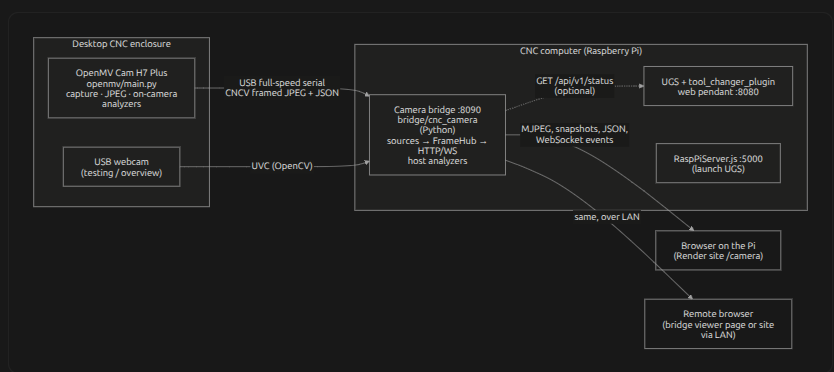 Desktop CNC enclosure
OpenMV Cam H7 Plus
openmv/main.py
capture · JPEG · on-camera
analyzers
USB webcam
(testing / overview)
USB full-speed serial
CNCV framed JPEG + JSON
UVC (OpenCV)
CNC computer (Raspberry Pi)
Camera bridge :8090
bridge/cnc_camera
(Python)
sources → FrameHub →
HTTP/WS
host analyzers
GET /api/v1/status
(optional)
MJPEG, snapshots, JSON,
WebSocket events
UGS + tool_changer_plugin
web pendant :8080
RaspPiServer.js :5000
(launch UGS)
same, over LAN
Browser on the Pi
(Render site /camera)
Remote browser
(bridge viewer page or site
via LAN)